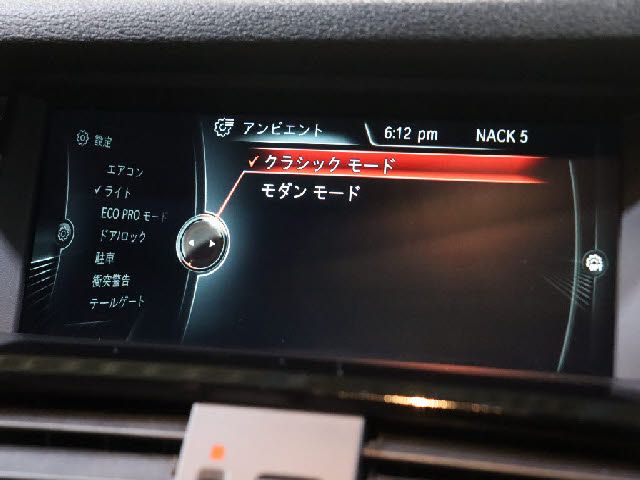 設定
エアコン
✓ライト
ECO PRO モード
ドア/ロック
駐車
衝突警告
テールゲート
アンビエント
6:12 pm
NACK 5
✓クラシック モード
モダン モード